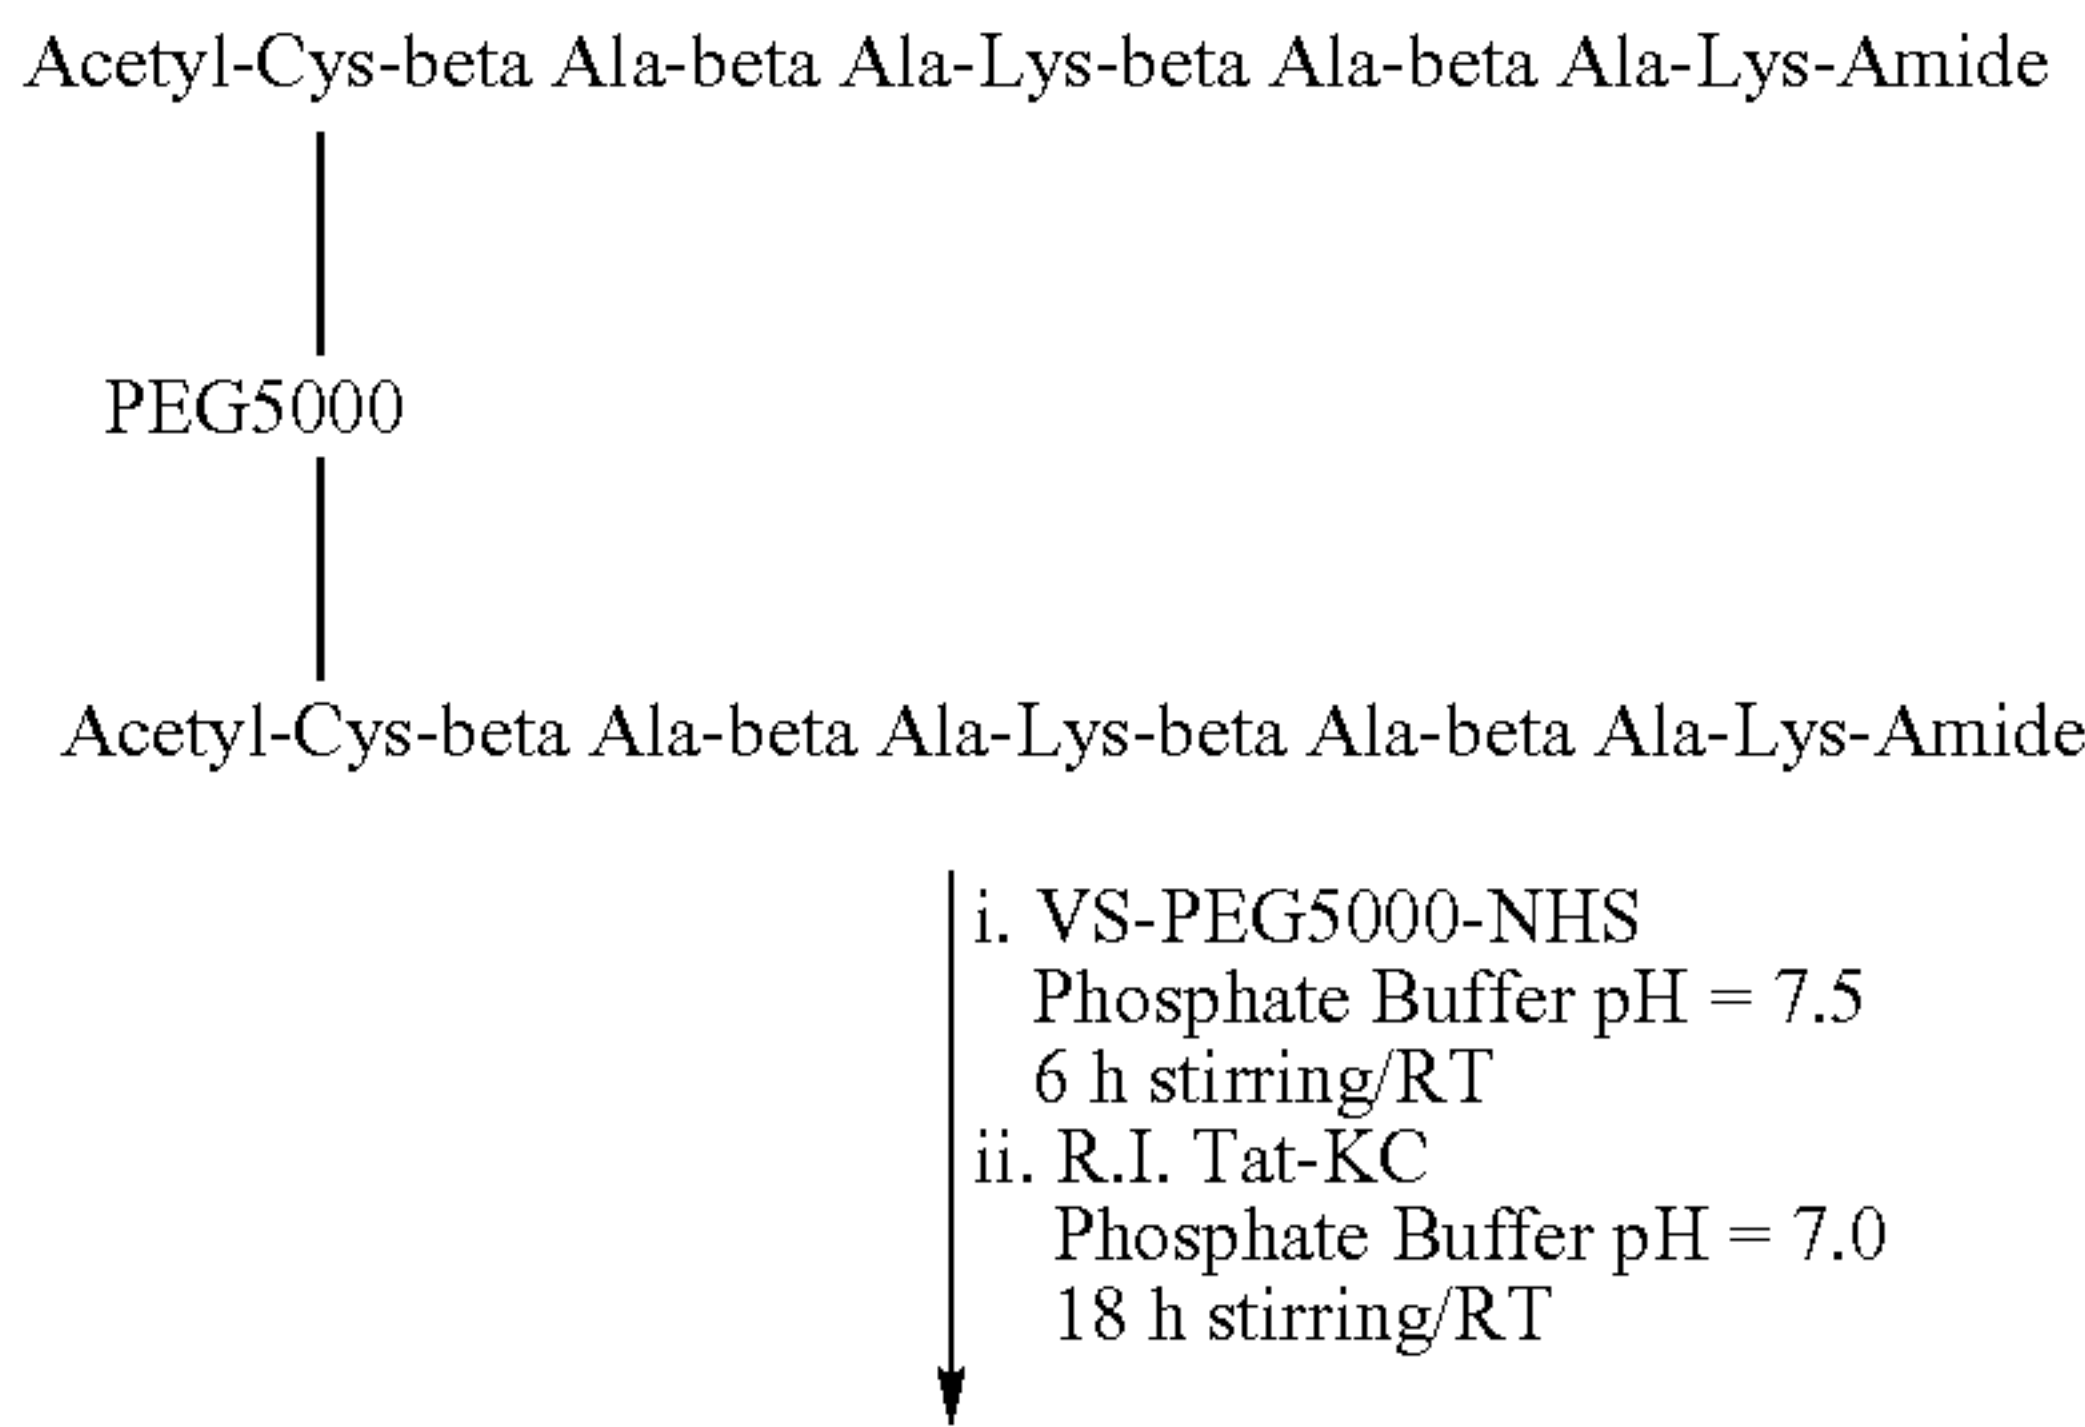 Acetyl-Cys-beta Ala-beta Ala-Lys-beta Ala-beta Ala-Lys-Amide
PEG5000
Acetyl-Cys-beta Ala-beta Ala-Lys-beta Ala-beta Ala-Lys-Amide
i. VS-PEG5000-NHS
Phosphate Buffer pH = 7.5
6 h stirring/RT
ii. R.I. Tat-KC
Phosphate Buffer pH = 7.0
18 h stirring/RT